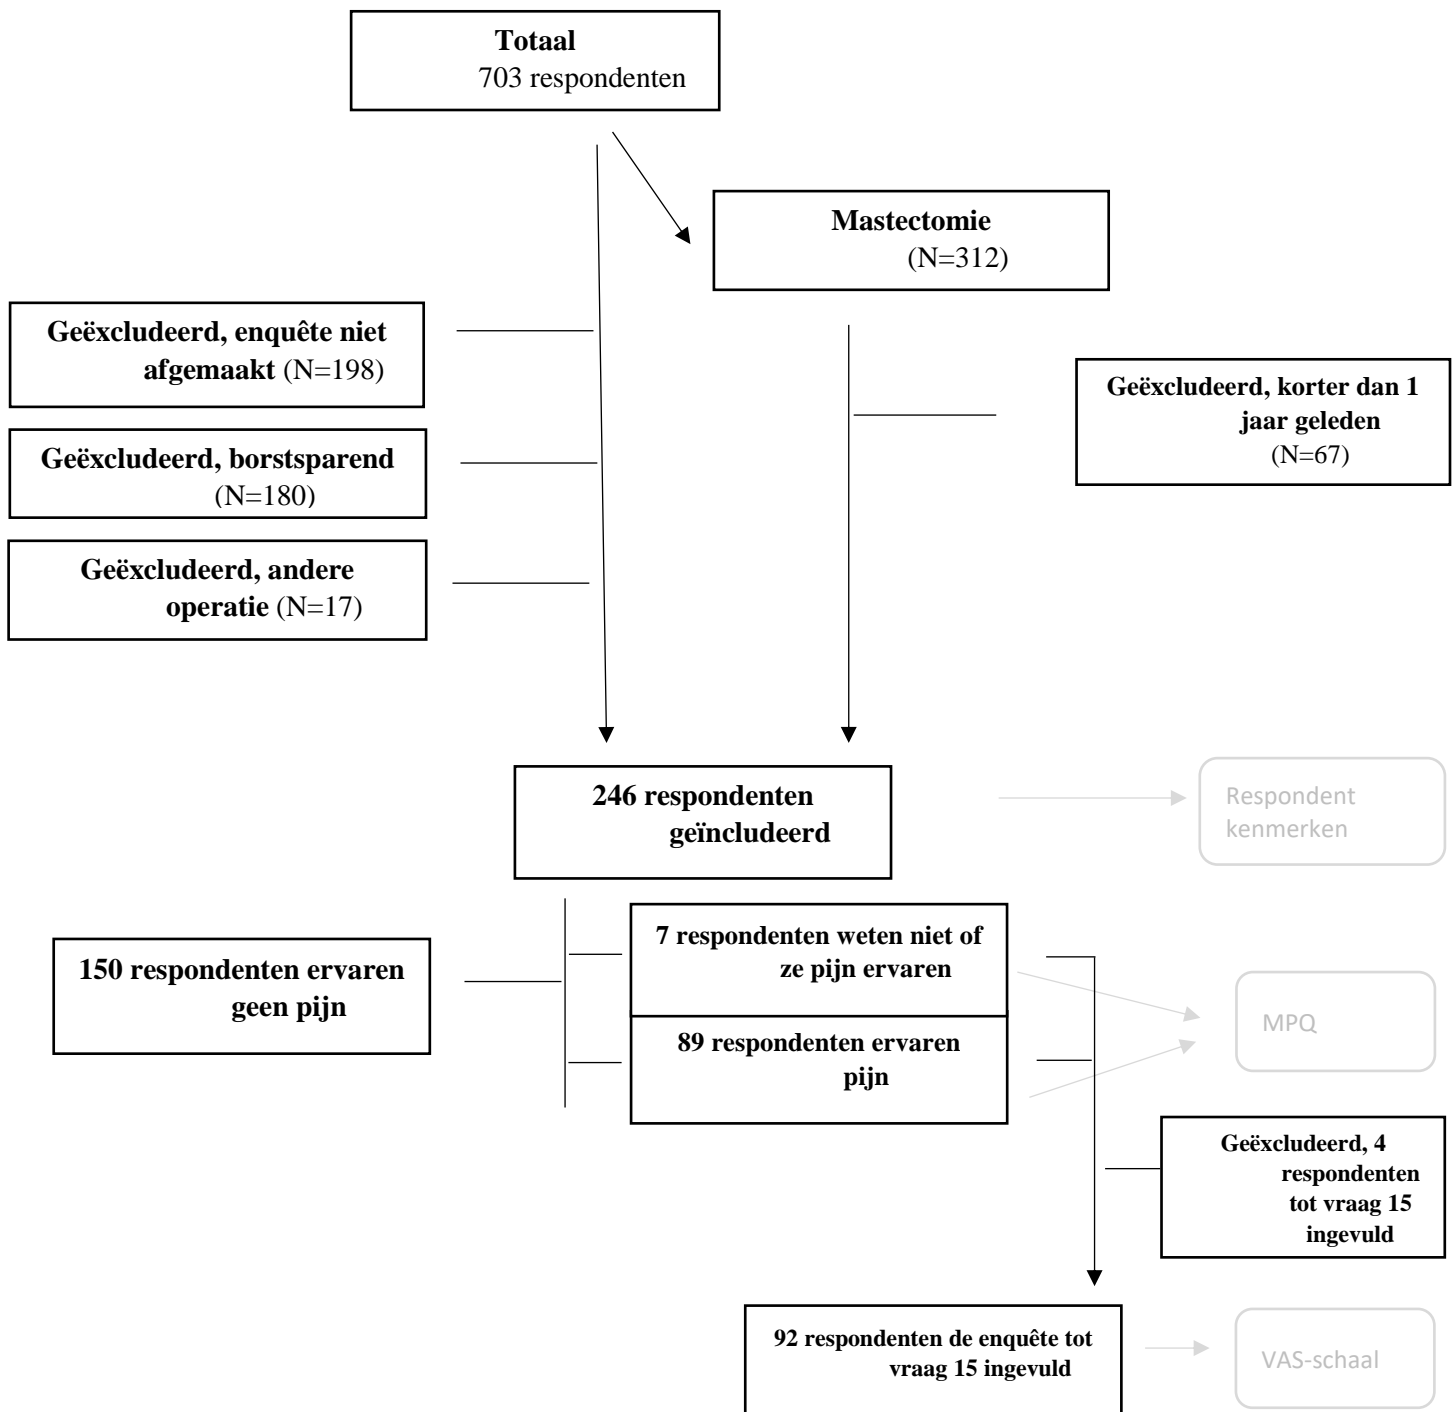 Totaal
703 respondenten
Mastectomie
(N=312)
Geëxcludeerd, enquête niet
afgemaakt (N=198)
Geëxcludeerd, korter dan 1
jaar geleden
(N=67)
Geëxcludeerd, borstsparend
(N=180)
Geëxcludeerd, andere
operatie (N=17)
246 respondenten
geïncludeerd
Respondent
kenmerken
7 respondenten weten niet of
ze pijn ervaren
150 respondenten ervaren
geen pijn
MPQ
89 respondenten ervaren
pijn
Geëxcludeerd, 4
respondenten
tot vraag 15
ingevuld
92 respondenten de enquête tot
vraag 15 ingevuld
VAS-schaal